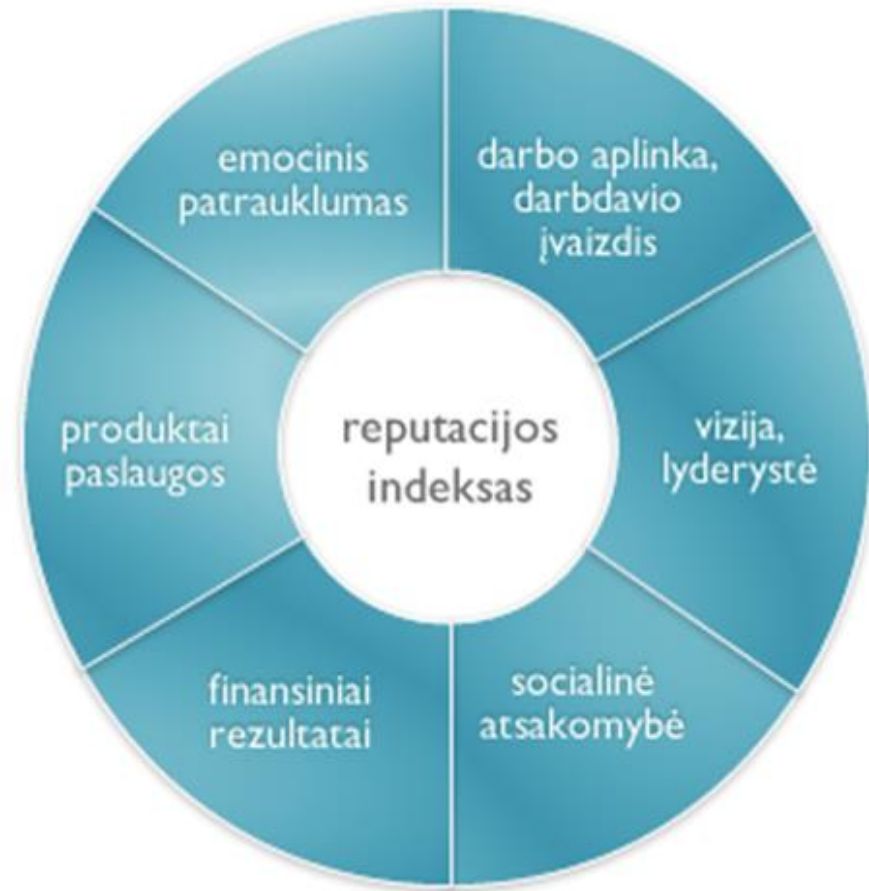 emocinis
patrauklumas
darbo aplinka,
darbdavio
įvaizdis
produktai
paslaugos
reputacijos
indeksas
vizija,
lyderystė
finansiniai
rezultatai
socialinė
atsakomybė